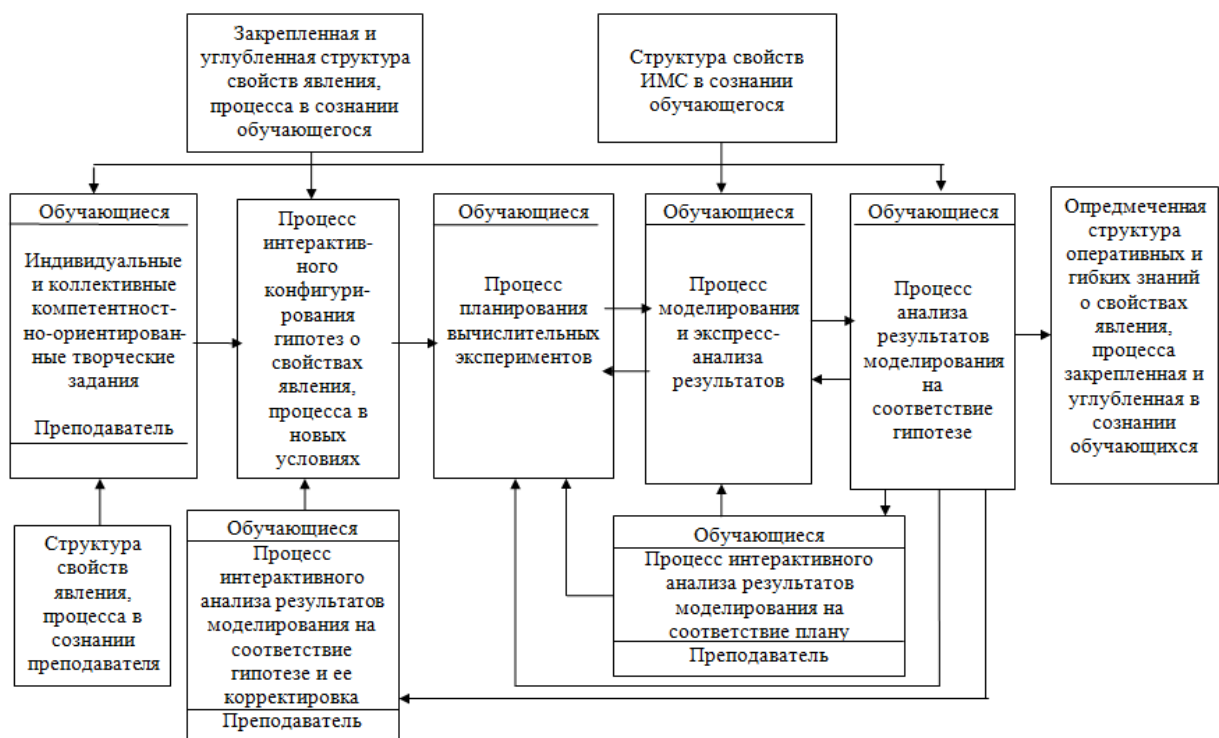 Закрепленная и
углубленная структура
свойств явления,
процесса в сознании
обучающегося
Структура свойств
ИМС в сознании
обучающегося
Обучающиеся
Индивидуальные
и коллективные
компетентност-
но-ориентирован-
ные творческие
задания
Преподаватель
Процесс
интерактив-
ного
конфигури-
рования
гипотез о
свойствах
явления,
процесса в
новых
условиях
Обучающиеся
Процесс
планирования
вычислительных
экспериментов
Обучающиеся
Процесс
моделирования
и экспресс-
анализа
результатов
Обучающиеся
Процесс
анализа
результатов
моделирования
на
соответствие
гипотезе
Опредмеченная
структура
оперативных и
гибких знаний
о свойствах
явления,
процесса
закрепленная и
углубленная в
сознании
обучающихся
Структура
свойств
явления,
процесса в
сознании
преподавателя
Обучающиеся
Процесс
интерактивного
анализа результатов
моделирования на
соответствие
гипотезе и ее
корректировка
Преподаватель
Обучающиеся
Процесс интерактивного
анализа результатов
моделирования на
соответствие плану
Преподаватель